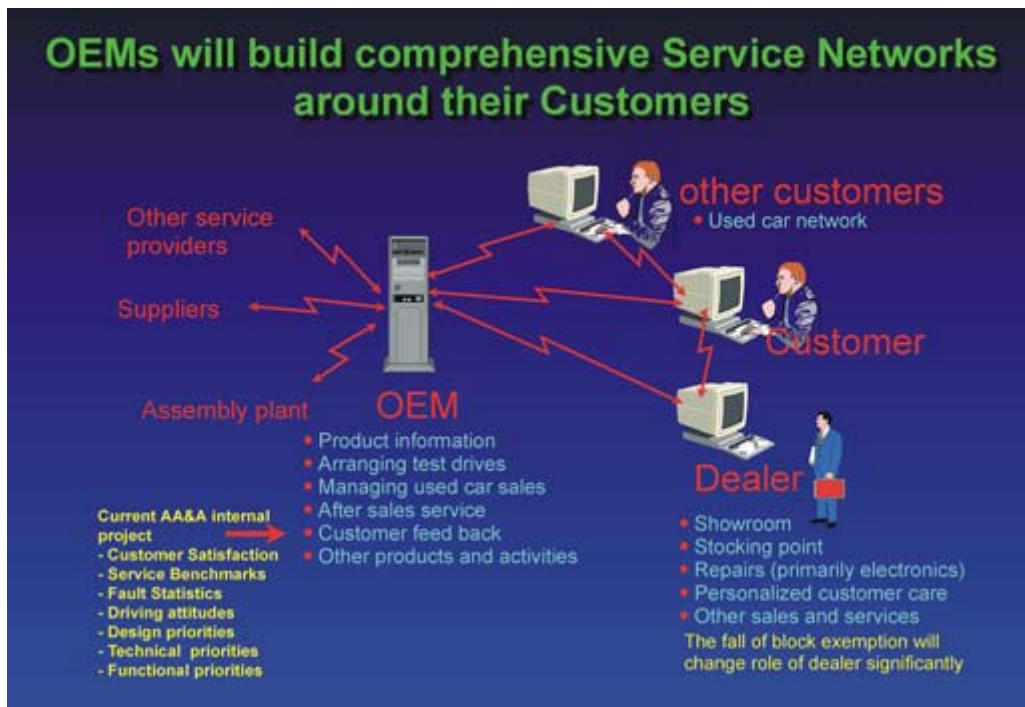 OEMs will build comprehensive Service Networks
around their Customers
other customers
• Used car network
Other service
providers
Suppliers
Customer
Assembly plant
OEM
• Product information
• Arranging test drives
• Managing used car sales
• After sales service
• Customer feed back
• Other products and activities
Current AA&A internal
project
- Customer Satisfaction
- Service Benchmarks
- Fault Statistics
- Driving attitudes
- Design priorities
- Technical priorities
- Functional priorities
Dealer
• Showroom
• Stocking point
• Repairs (primarily electronics)
• Personalized customer care
• Other sales and services
The fall of block exemption will
change role of dealer significantly